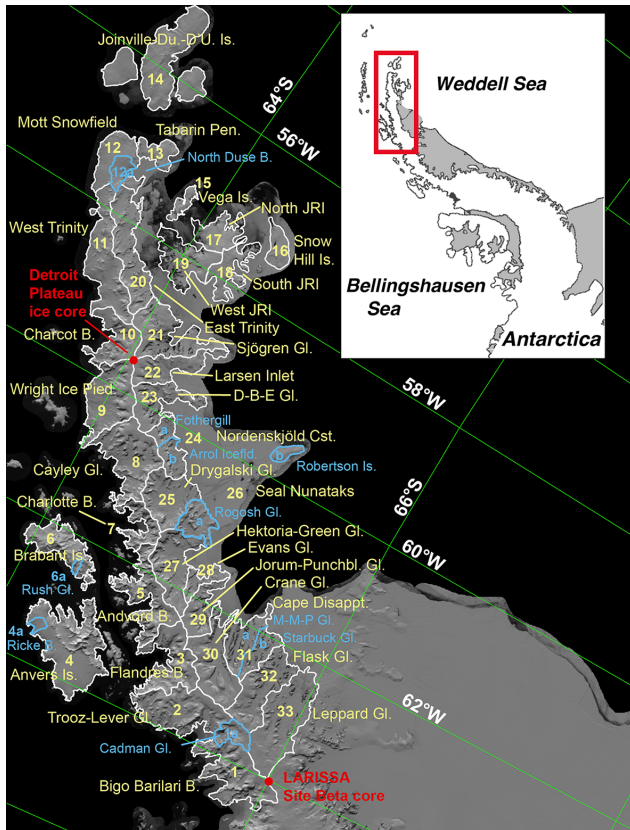 Joinville-Du.-D'U. Is.
14
64°S
56°W
Weddell Sea
Bellingshausen
Sea
Antarctica
Mott Snowfield
12
12a
13
Tabarin Pen.
North Duse B.
15
Vega Is.
North JRI
17
16
Snow
Hill Is.
West Trinity
11
19
18
South JRI
West JRI
20
East Trinity
Detroit
Plateau
ice core
Charcot B.
10
21
Sjögren Gl.
22
Larsen Inlet
58°W
Wright Ice Pied.
9
23
D-B-E Gl.
Fothergill
a
24
Nordenskjöld Cst.
b
Arrol Icefld.
b
Robertson Is.
Cayley Gl.
8
Drygalski Gl.
66°S
25
26
Seal Nunataks
a
Rogosh Gl.
Charlotte B.
7
Hektoria-Green Gl.
60°W
6
Brabant Is.
27
28
Evans Gl.
Jorum-Punchbl. Gl.
6a
Rush Gl.
5
Crane Gl.
Cape Disappt.
4a
Ricke B.
Andvord B.
29
a
M-M-P Gl.
b
Starbuck Gl.
4
Anvers Is.
Flandres B.
3
30
31
Flask Gl.
32
62°W
Trooz-Lever Gl.
2
33
Leppard Gl.
Cadman Gl.
1
Bigo Barilari B.
LARISSA
Site Beta core